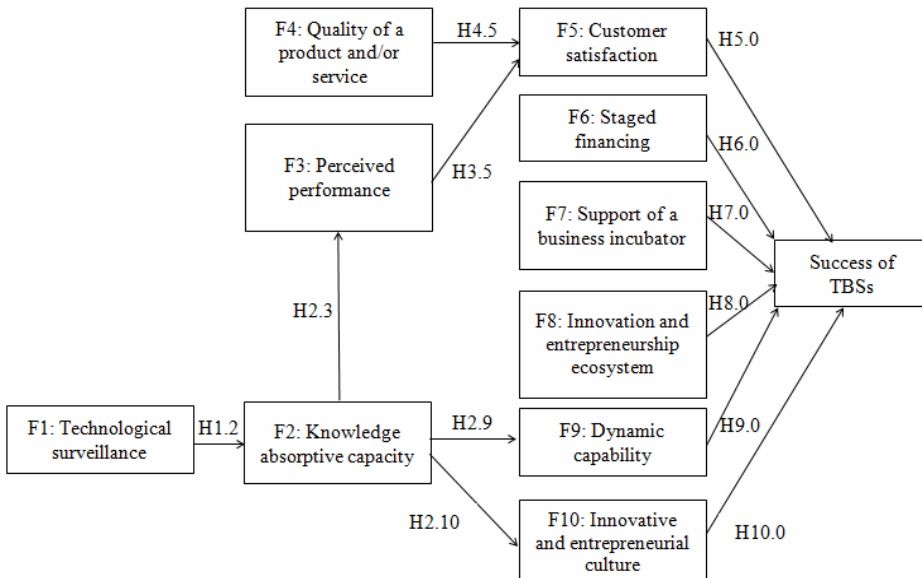 F4: Quality of a
product and/or
service
H4.5
F5: Customer
satisfaction
H5.0
F6: Staged
financing
H6.0
F3: Perceived
performance
H3.5
F7: Support of a
business incubator
H7.0
Success of
TBSs
H2.3
F8: Innovation and
entrepreneurship
ecosystem
H8.0
F1: Technological
surveillance
H1.2
F2: Knowledge
absorptive capacity
H2.9
F9: Dynamic
capability
H9.0
H2.10
F10: Innovative
and entrepreneurial
culture
H10.0